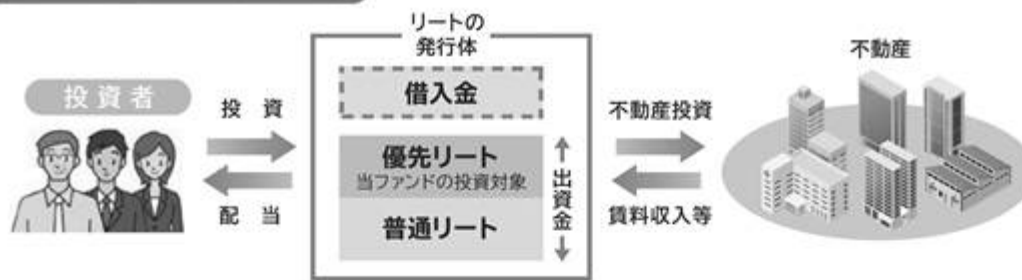 リートの
発行体
不動産
投資者
投資
借入金
不動産投資
優先リート
当ファンドの投資対象
出資金
配当
普通リート
賃料収入等